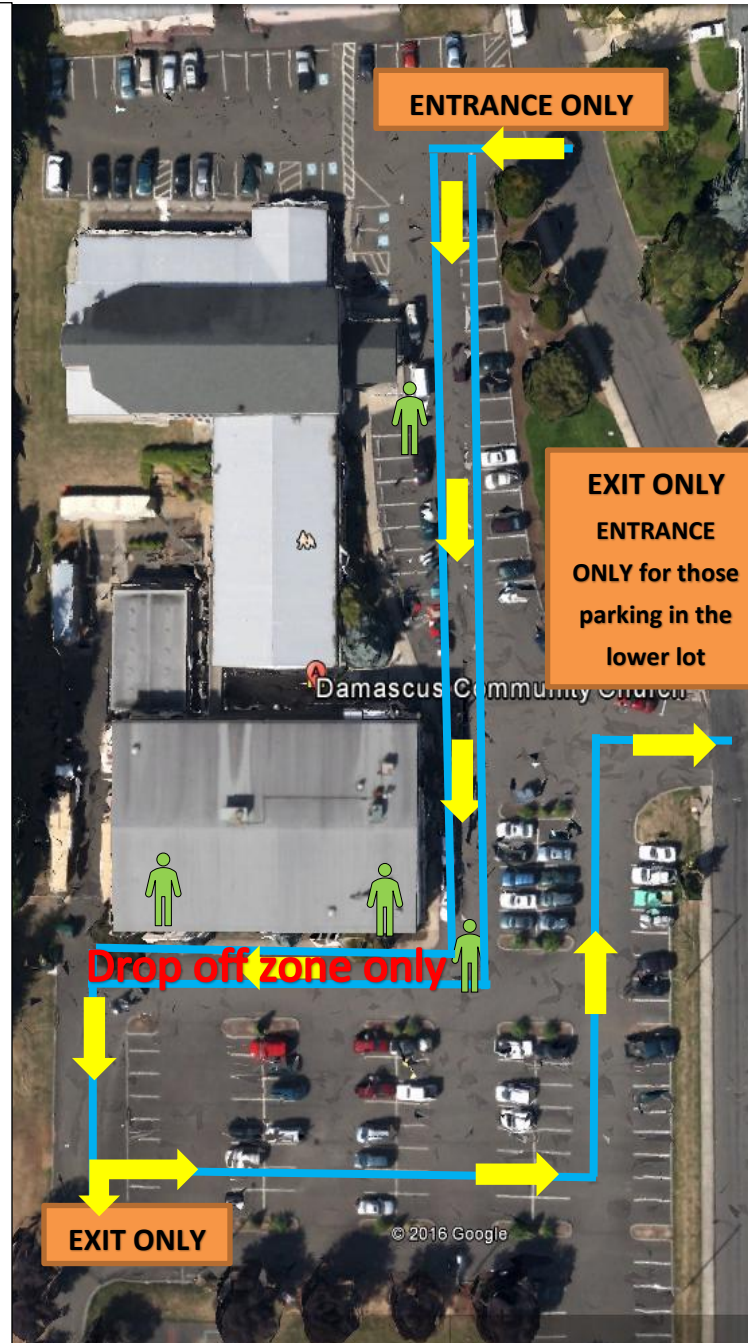 ENTRANCE ONLY
EXIT ONLY
ENTRANCE
ONLY for those
parking in the
lower lot
A
Damascus Community Church
Drop off zone only
EXIT ONLY
© 2016 Google